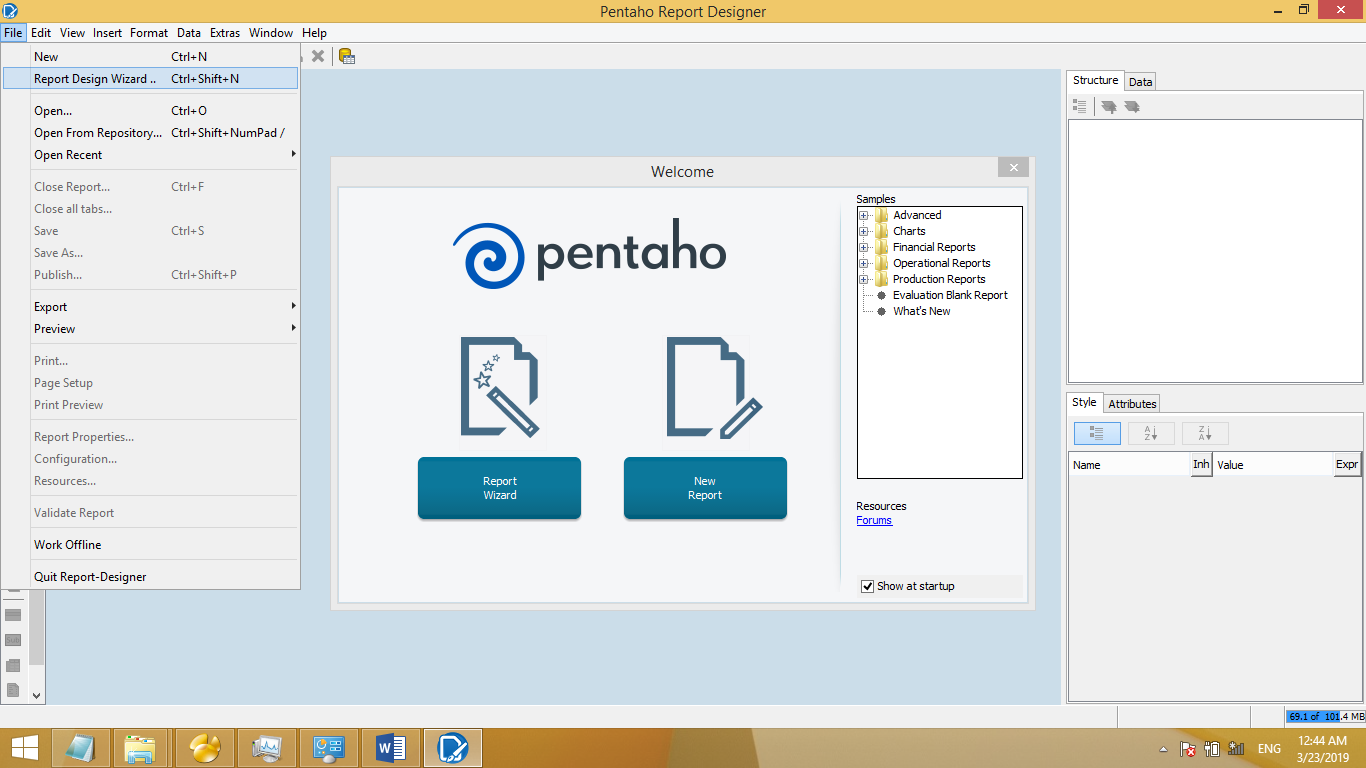 Pentaho Report Designer
File Edit View Insert Format Data Extras Window Help
New Ctrl+N
Report Design Wizard .. Ctrl+Shift+N
Open... Ctrl+O
Open From Repository... Ctrl+Shift+NumPad /
Open Recent
Close Report... Ctrl+F
Close all tabs...
Save Ctrl+S
Save As...
Publish... Ctrl+Shift+P
Export
Preview
Print...
Page Setup
Print Preview
Report Properties...
Configuration...
Resources...
Validate Report
Work Offline
Quit Report-Designer
Welcome
pentaho
Report
Wizard
New
Report
Samples
Advanced
Charts
Financial Reports
Operational Reports
Production Reports
Evaluation Blank Report
What's New
Resources
Forums
Show at startup
Structure Data
Style Attributes
A
Z
Z
A
Name Inh Value Expr
Sub
69.1 of 101.4 MB
W
ENG
12:44 AM
3/23/2019